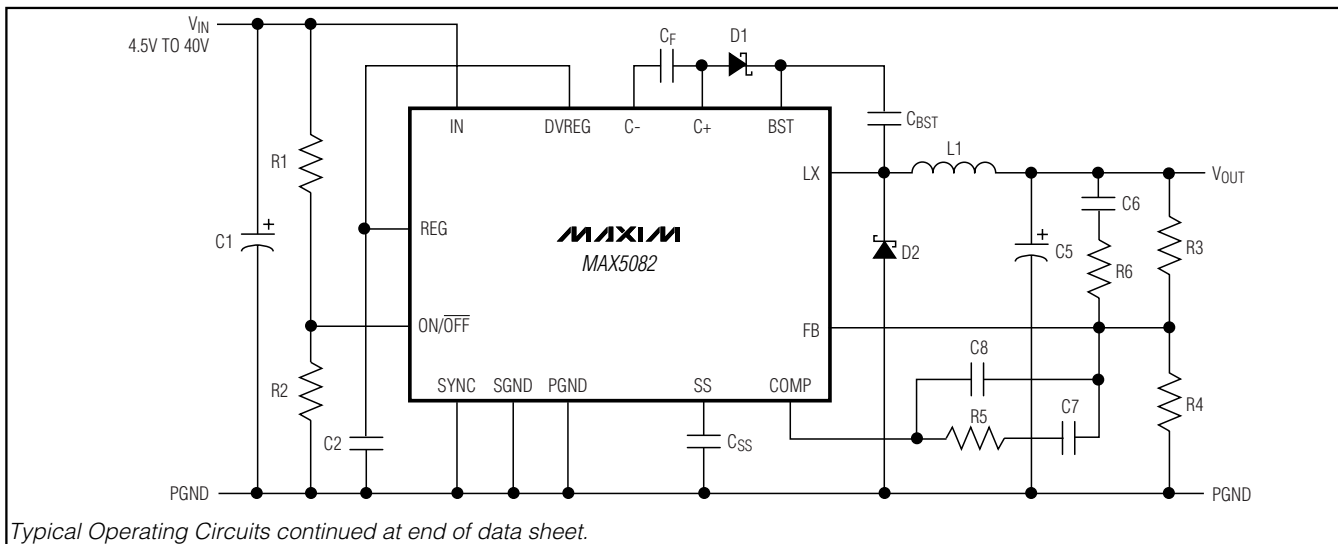 VIN
4.5V TO 40V
CF
D1
IN
DVREG
C-
C+
BST
CBST
R1
LX
L1
VOUT
C6
C1
+
REG
MAXIM
MAX5082
D2
+
C5
R6
R3
ON/OFF
FB
R2
SYNC
SGND
PGND
SS
COMP
C8
R5
C7
R4
C2
CSS
PGND
PGND
Typical Operating Circuits continued at end of data sheet.